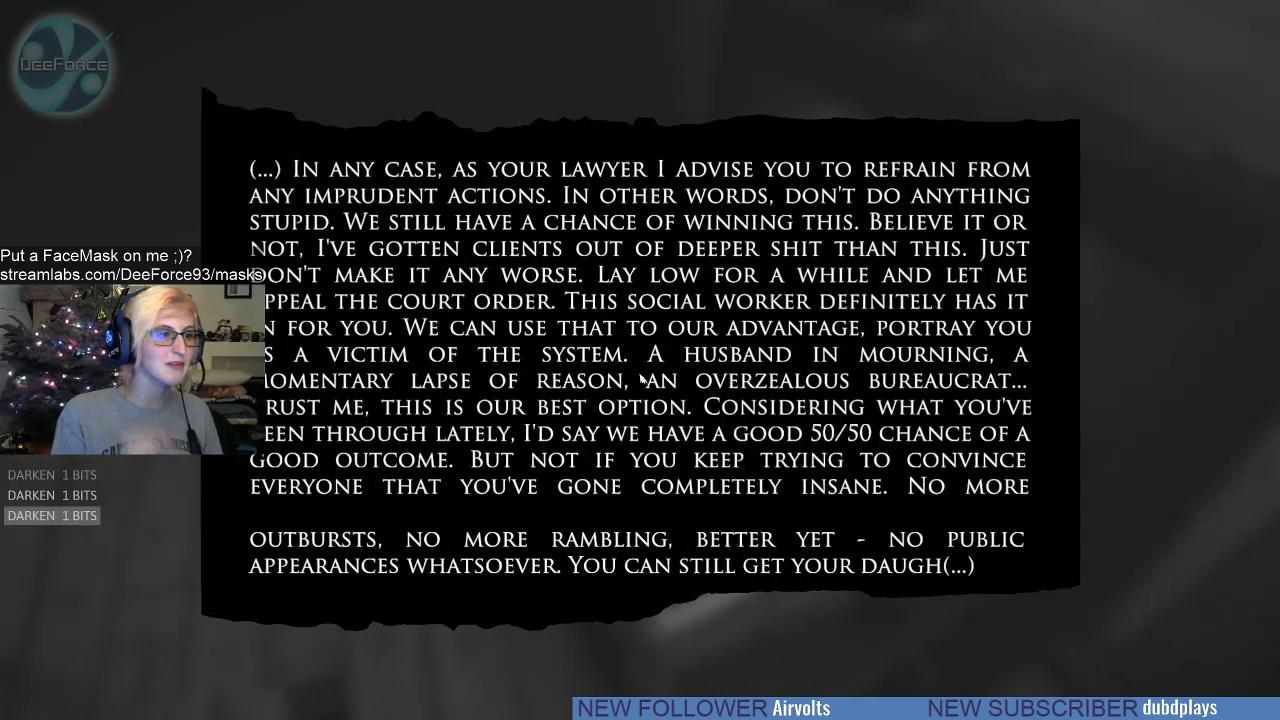 DEEFORCE
(...) IN ANY CASE, AS YOUR LAWYER I ADVISE YOU TO REFRAIN FROM
ANY IMPRUDENT ACTIONS. IN OTHER WORDS, DON'T DO ANYTHING
STUPID. WE STILL HAVE A CHANCE OF WINNING THIS. BELIEVE IT OR
NOT, I'VE GOTTEN CLIENTS OUT OF DEEPER SHIT THAN THIS. JUST
DON'T MAKE IT ANY WORSE. LAY LOW FOR A WHILE AND LET ME
APPEAL THE COURT ORDER. THIS SOCIAL WORKER DEFINITELY HAS IT
FOR YOU. WE CAN USE THAT TO OUR ADVANTAGE, PORTRAY YOU
A VICTIM OF THE SYSTEM. A HUSBAND IN MOURNING, A
MOMENTARY LAPSE OF REASON, AN OVERZEALOUS BUREAUCRAT...
TRUST ME, THIS IS OUR BEST OPTION. CONSIDERING WHAT YOU'VE
BEEN THROUGH LATELY, I'D SAY WE HAVE A GOOD 50/50 CHANCE OF A
GOOD OUTCOME. BUT NOT IF YOU KEEP TRYING TO CONVINCE
EVERYONE THAT YOU'VE GONE COMPLETELY INSANE. NO MORE
OUTBURSTS, NO MORE RAMBLING, BETTER YET - NO PUBLIC
APPEARANCES WHATSOEVER. YOU CAN STILL GET YOUR DAUGH(...)
Put a FaceMask on me ;)?
streamlabs.com/DeeForce93/masks
DARKEN 1 BITS
DARKEN 1 BITS
DARKEN 1 BITS
NEW FOLLOWER Airvolts
NEW SUBSCRIBER dubdplays